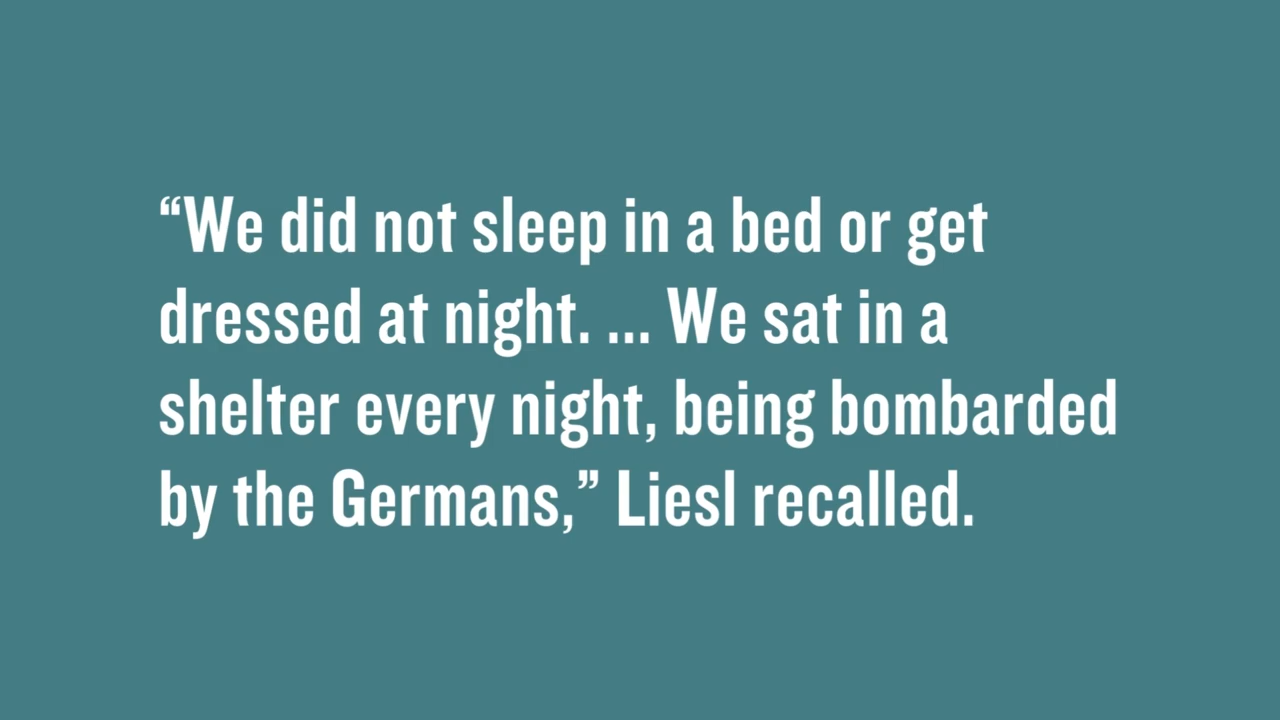 “We did not sleep in a bed or get
dressed at night. ... We sat in a
shelter every night, being bombarded
by the Germans,” Liesl recalled.